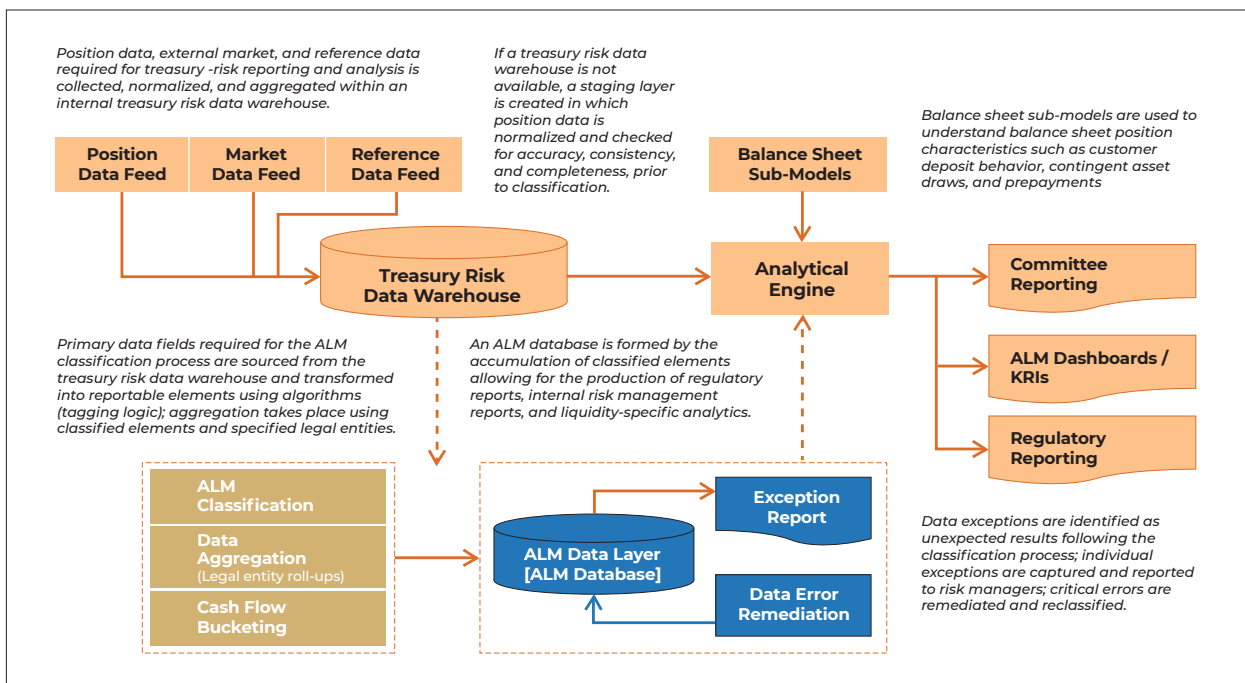 Position data, external market, and reference data
required for treasury -risk reporting and analysis is
collected, normalized, and aggregated within an
internal treasury risk data warehouse.
If a treasury risk data
warehouse is not
available, a staging layer
is created in which
position data is
normalized and checked
for accuracy, consistency,
and completeness, prior
to classification.
Balance sheet sub-models are used to
understand balance sheet position
characteristics such as customer
deposit behavior, contingent asset
draws, and prepayments
Position
Data Feed
Market
Data Feed
Reference
Data Feed
Balance Sheet
Sub-Models
Treasury Risk
Data Warehouse
Analytical
Engine
Committee
Reporting
ALM Dashboards /
KRIs
Regulatory
Reporting
Primary data fields required for the ALM
classification process are sourced from the
treasury risk data warehouse and transformed
into reportable elements using algorithms
(tagging logic); aggregation takes place using
classified elements and specified legal entities.
An ALM database is formed by the
accumulation of classified elements
allowing for the production of regulatory
reports, internal risk management
reports, and liquidity-specific analytics.
ALM
Classification
Data
Aggregation
(Legal entity roll-ups)
Cash Flow
Bucketing
ALM Data Layer
[ALM Database]
Exception
Report
Data Error
Remediation
Data exceptions are identified as
unexpected results following the
classification process; individual
exceptions are captured and reported
to risk managers; critical errors are
remediated and reclassified.